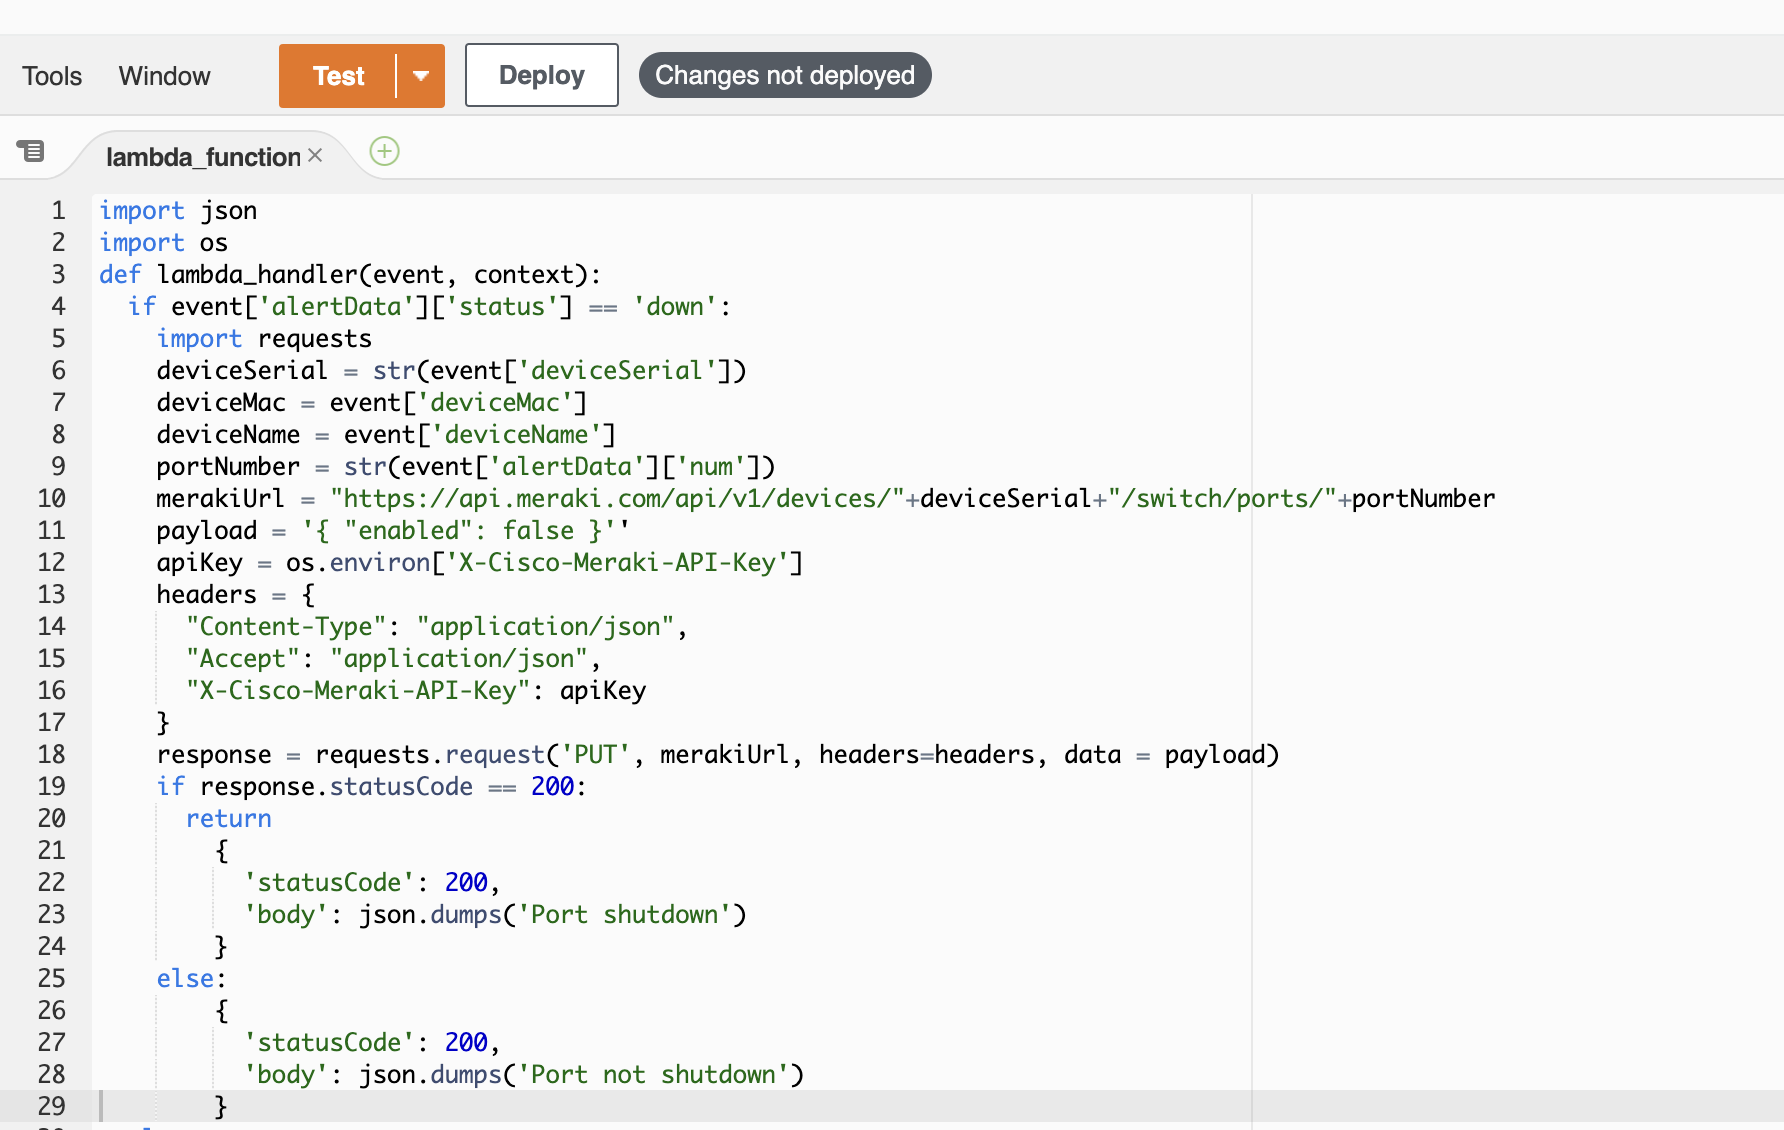 Tools Window Test Deploy Changes not deployed
lambda_function
1 import json
2 import os
3 def lambda_handler(event, context):
4 if event['alertData']['status'] == 'down':
5 import requests
6 deviceSerial = str(event['deviceSerial'])
7 deviceMac = event['deviceMac']
8 deviceName = event['deviceName']
9 portNumber = str(event['alertData']['num'])
10 merakiUrl = "https://api.meraki.com/api/v1/devices/"+deviceSerial+"/switch/ports/"+portNumber
11 payload = '{ "enabled": false }''
12 apiKey = os.environ['X-Cisco-Meraki-API-Key']
13 headers = {
14 "Content-Type": "application/json",
15 "Accept": "application/json",
16 "X-Cisco-Meraki-API-Key": apiKey
17 }
18 response = requests.request('PUT', merakiUrl, headers=headers, data = payload)
19 if response.statusCode == 200:
20 return
21 {
22 'statusCode': 200,
23 'body': json.dumps('Port shutdown')
24 }
25 else:
26 {
27 'statusCode': 200,
28 'body': json.dumps('Port not shutdown')
29 }